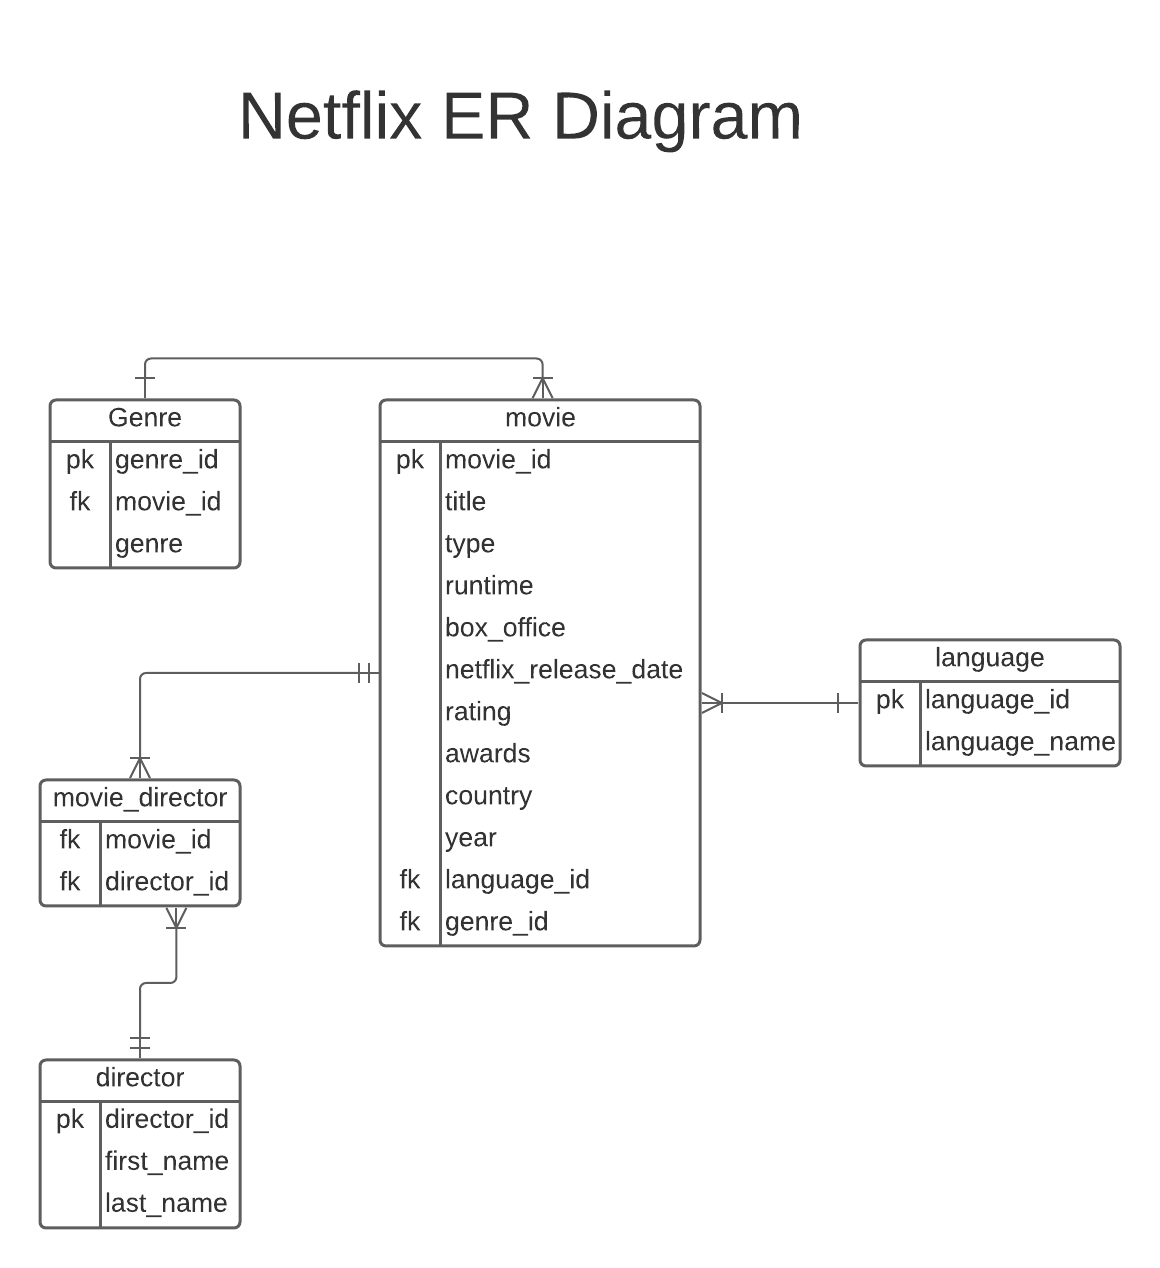 Netflix ER Diagram
Genre
pk genre_id
fk movie_id
genre
movie
pk movie_id
title
type
runtime
box_office
netflix_release_date
rating
awards
country
year
fk language_id
fk genre_id
language
pk language_id
language_name
movie_director
fk movie_id
fk director_id
director
pk director_id
first_name
last_name